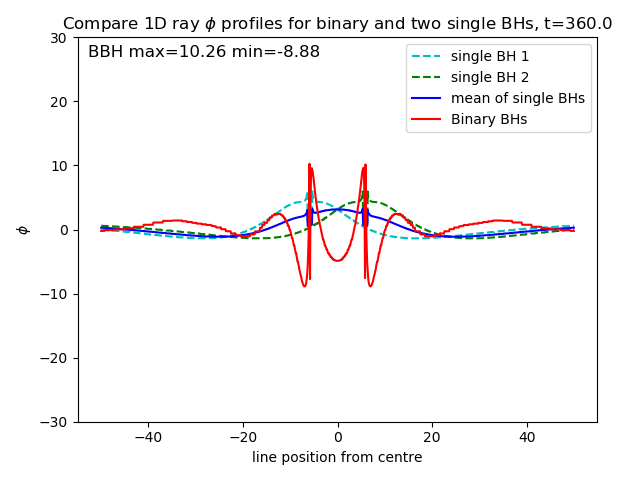 Compare 1D ray ϕ profiles for binary and two single BHs, t=360.0
BBH max=10.26 min=-8.88
single BH 1
single BH 2
mean of single BHs
Binary BHs
30
20
10
0
−10
−20
−30
ϕ
−40 −20 0 20 40
line position from centre